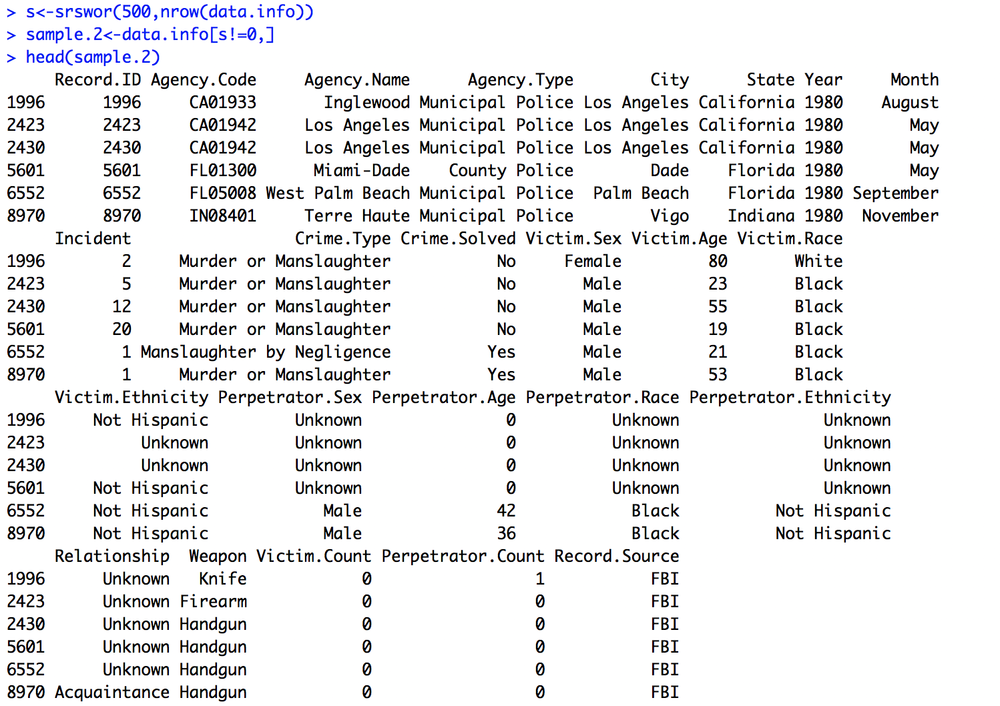 > s<-srswor(500,nrow(data.info))
> sample.2<-data.info[s!=0,]
> head(sample.2)
     Record.ID Agency.Code     Agency.Name      Agency.Type        City      State Year     Month
1996      1996     CA01933       Inglewood Municipal Police Los Angeles California 1980    August
2423      2423     CA01942     Los Angeles Municipal Police Los Angeles California 1980       May
2430      2430     CA01942     Los Angeles Municipal Police Los Angeles California 1980       May
5601      5601     FL01300      Miami-Dade    County Police        Dade    Florida 1980       May
6552      6552     FL05008 West Palm Beach Municipal Police  Palm Beach    Florida 1980 September
8970      8970     IN08401     Terre Haute Municipal Police        Vigo    Indiana 1980  November
     Incident                 Crime.Type Crime.Solved Victim.Sex Victim.Age Victim.Race
1996        2     Murder or Manslaughter           No     Female         80       White
2423        5     Murder or Manslaughter           No       Male         23       Black
2430       12     Murder or Manslaughter           No       Male         55       Black
5601       20     Murder or Manslaughter           No       Male         19       Black
6552        1 Manslaughter by Negligence          Yes       Male         21       Black
8970        1     Murder or Manslaughter          Yes       Male         53       Black
     Victim.Ethnicity Perpetrator.Sex Perpetrator.Age Perpetrator.Race Perpetrator.Ethnicity
1996     Not Hispanic         Unknown               0          Unknown               Unknown
2423          Unknown         Unknown               0          Unknown               Unknown
2430          Unknown         Unknown               0          Unknown               Unknown
5601     Not Hispanic         Unknown               0          Unknown               Unknown
6552     Not Hispanic            Male              42            Black          Not Hispanic
8970     Not Hispanic            Male              36            Black          Not Hispanic
     Relationship  Weapon Victim.Count Perpetrator.Count Record.Source
1996      Unknown   Knife            0                 1           FBI
2423      Unknown Firearm            0                 0           FBI
2430      Unknown Handgun            0                 0           FBI
5601      Unknown Handgun            0                 0           FBI
6552      Unknown Handgun            0                 0           FBI
8970 Acquaintance Handgun            0                 0           FBI